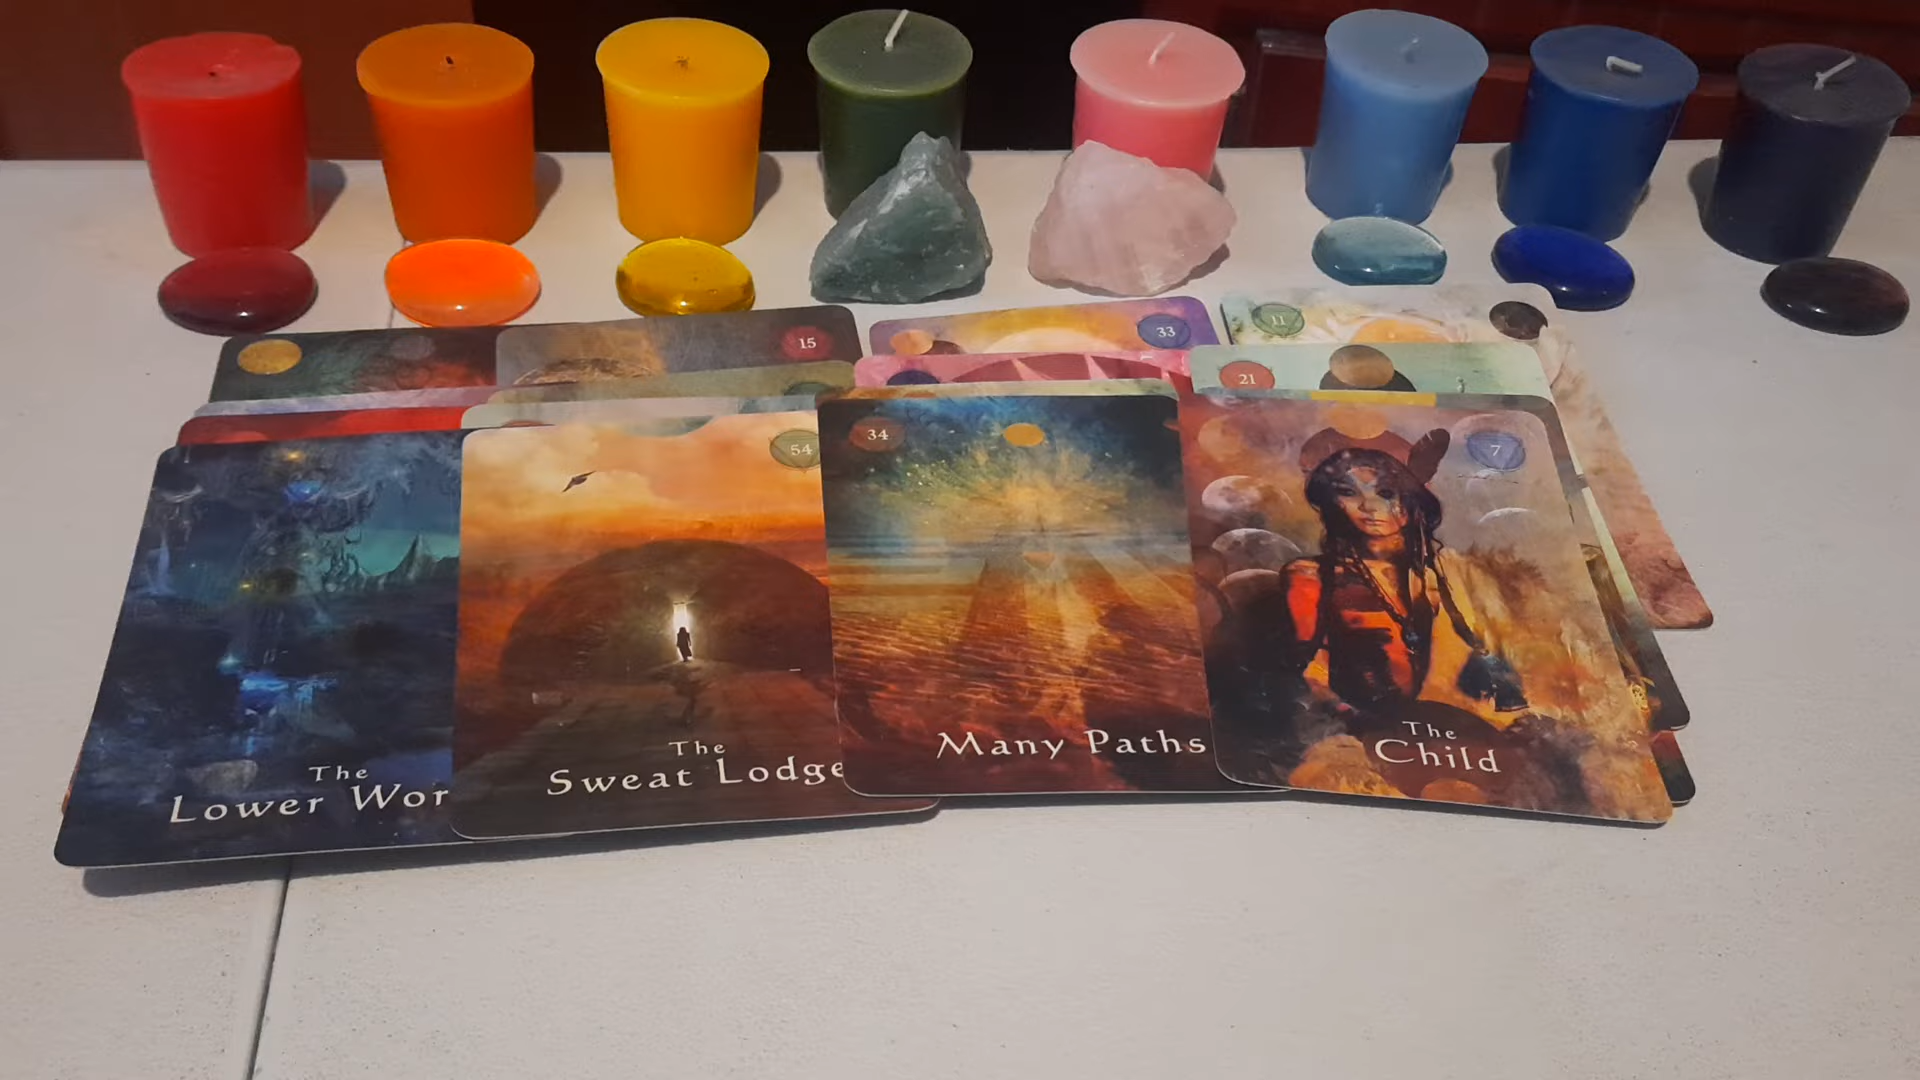 15
33
11
21
54
34
7
The
Lower Wor
The
Sweat Lodge
Many Paths
The
Child